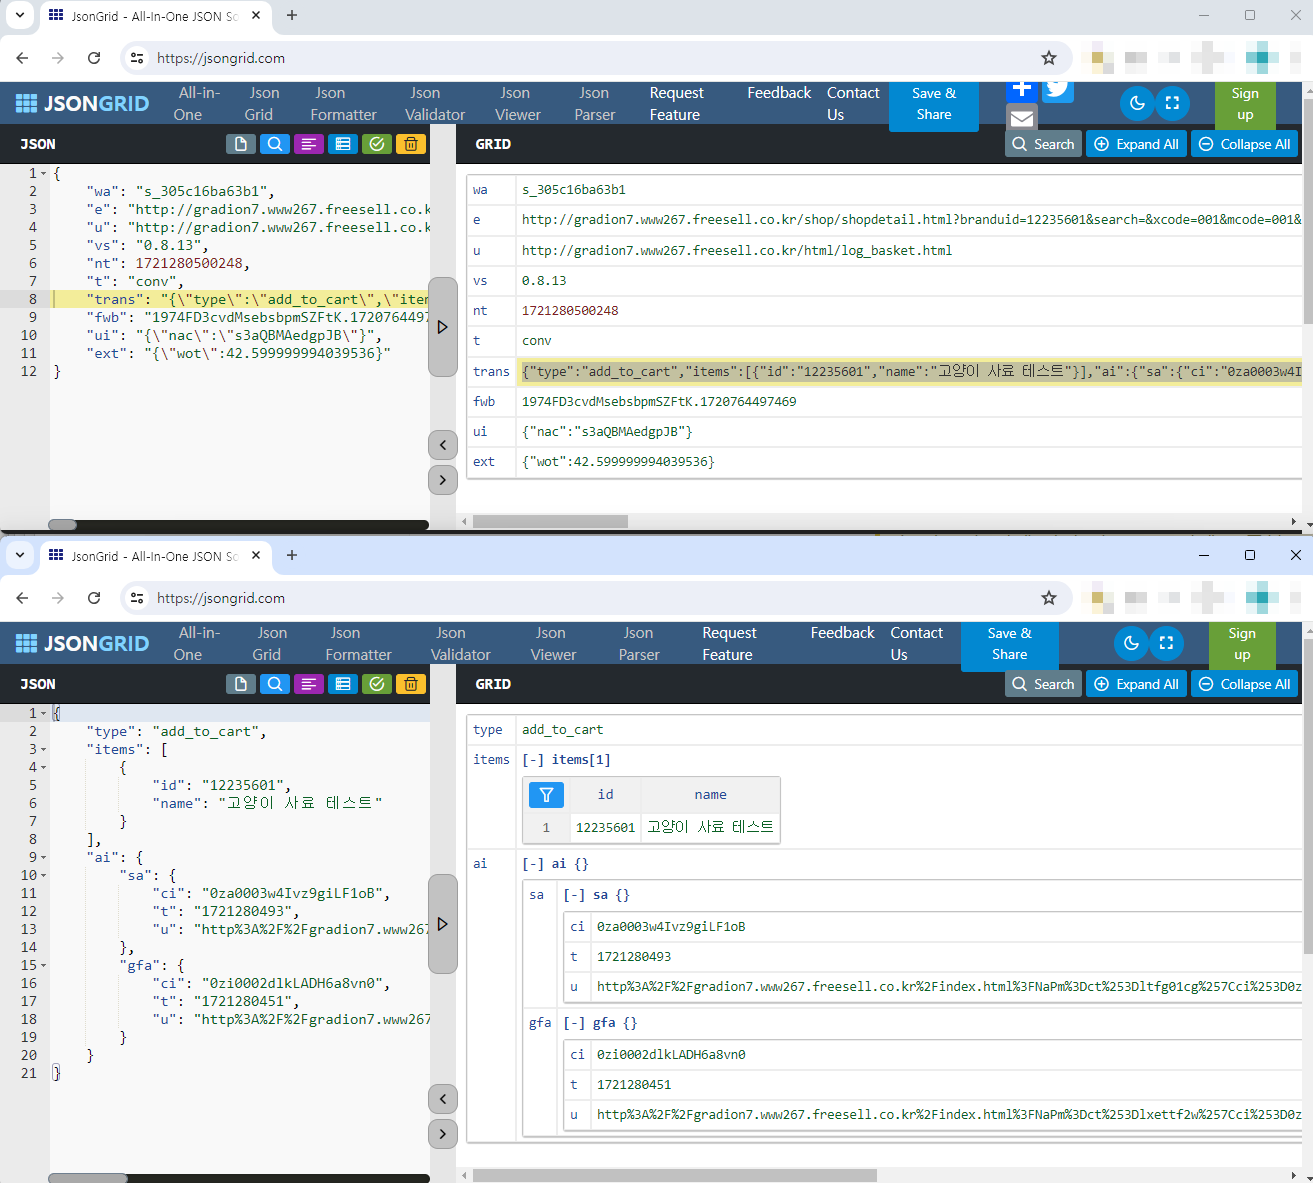 JsonGrid - All-In-One JSON So
https://jsongrid.com
JSONGRID
All-in-One
Json Grid
Json Formatter
Json Validator
Json Viewer
Json Parser
Request Feature
Feedback
Contact Us
Save & Share
Sign up
JSON
1 {
2 "wa": "s_305c16ba63b1",
3 "e": "http://gradion7.www267.freesell.co.k
4 "u": "http://gradion7.www267.freesell.co.k
5 "vs": "0.8.13",
6 "nt": 1721280500248,
7 "t": "conv",
8 "trans": "{\"type\":\"add_to_cart\",\"item
9 "fwb": "1974FD3cvdMsebsbpmSZFtK.1720764497
10 "ui": "{\"nac\":\"s3aQBMAedgpJB\"}",
11 "ext": "{\"wot\":42.599999994039536}"
12 }
GRID
Search
Expand All
Collapse All
wa s_305c16ba63b1
e http://gradion7.www267.freesell.co.kr/shop/shopdetail.html?branduid=12235601&search=&xcode=001&mcode=001&
u http://gradion7.www267.freesell.co.kr/html/log_basket.html
vs 0.8.13
nt 1721280500248
t conv
trans {"type":"add_to_cart","items":[{"id":"12235601","name":"고양이 사료 테스트"}],"ai":{"sa":{"ci":"0za0003w4I
fwb 1974FD3cvdMsebsbpmSZFtK.1720764497469
ui {"nac":"s3aQBMAedgpJB"}
ext {"wot":42.599999994039536}
JsonGrid - All-In-One JSON So
https://jsongrid.com
JSONGRID
All-in-One
Json Grid
Json Formatter
Json Validator
Json Viewer
Json Parser
Request Feature
Feedback
Contact Us
Save & Share
Sign up
JSON
1 {
2 "type": "add_to_cart",
3 "items": [
4 {
5 "id": "12235601",
6 "name": "고양이 사료 테스트"
7 }
8 ],
9 "ai": {
10 "sa": {
11 "ci": "0za0003w4Ivz9giLF1oB",
12 "t": "1721280493",
13 "u": "http%3A%2F%2Fgradion7.www267
14 },
15 "gfa": {
16 "ci": "0zi0002dlkLADH6a8vn0",
17 "t": "1721280451",
18 "u": "http%3A%2F%2Fgradion7.www267
19 }
20 }
21 }
GRID
Search
Expand All
Collapse All
type add_to_cart
items [-] items[1]
id name
1 12235601 고양이 사료 테스트
ai [-] ai {}
sa [-] sa {}
ci 0za0003w4Ivz9giLF1oB
t 1721280493
u http%3A%2F%2Fgradion7.www267.freesell.co.kr%2Findex.html%3FNaPm%3Dct%253Dltfg01cg%257Cci%253D0z
gfa [-] gfa {}
ci 0zi0002dlkLADH6a8vn0
t 1721280451
u http%3A%2F%2Fgradion7.www267.freesell.co.kr%2Findex.html%3FNaPm%3Dct%253Dlxettf2w%257Cci%253D0z